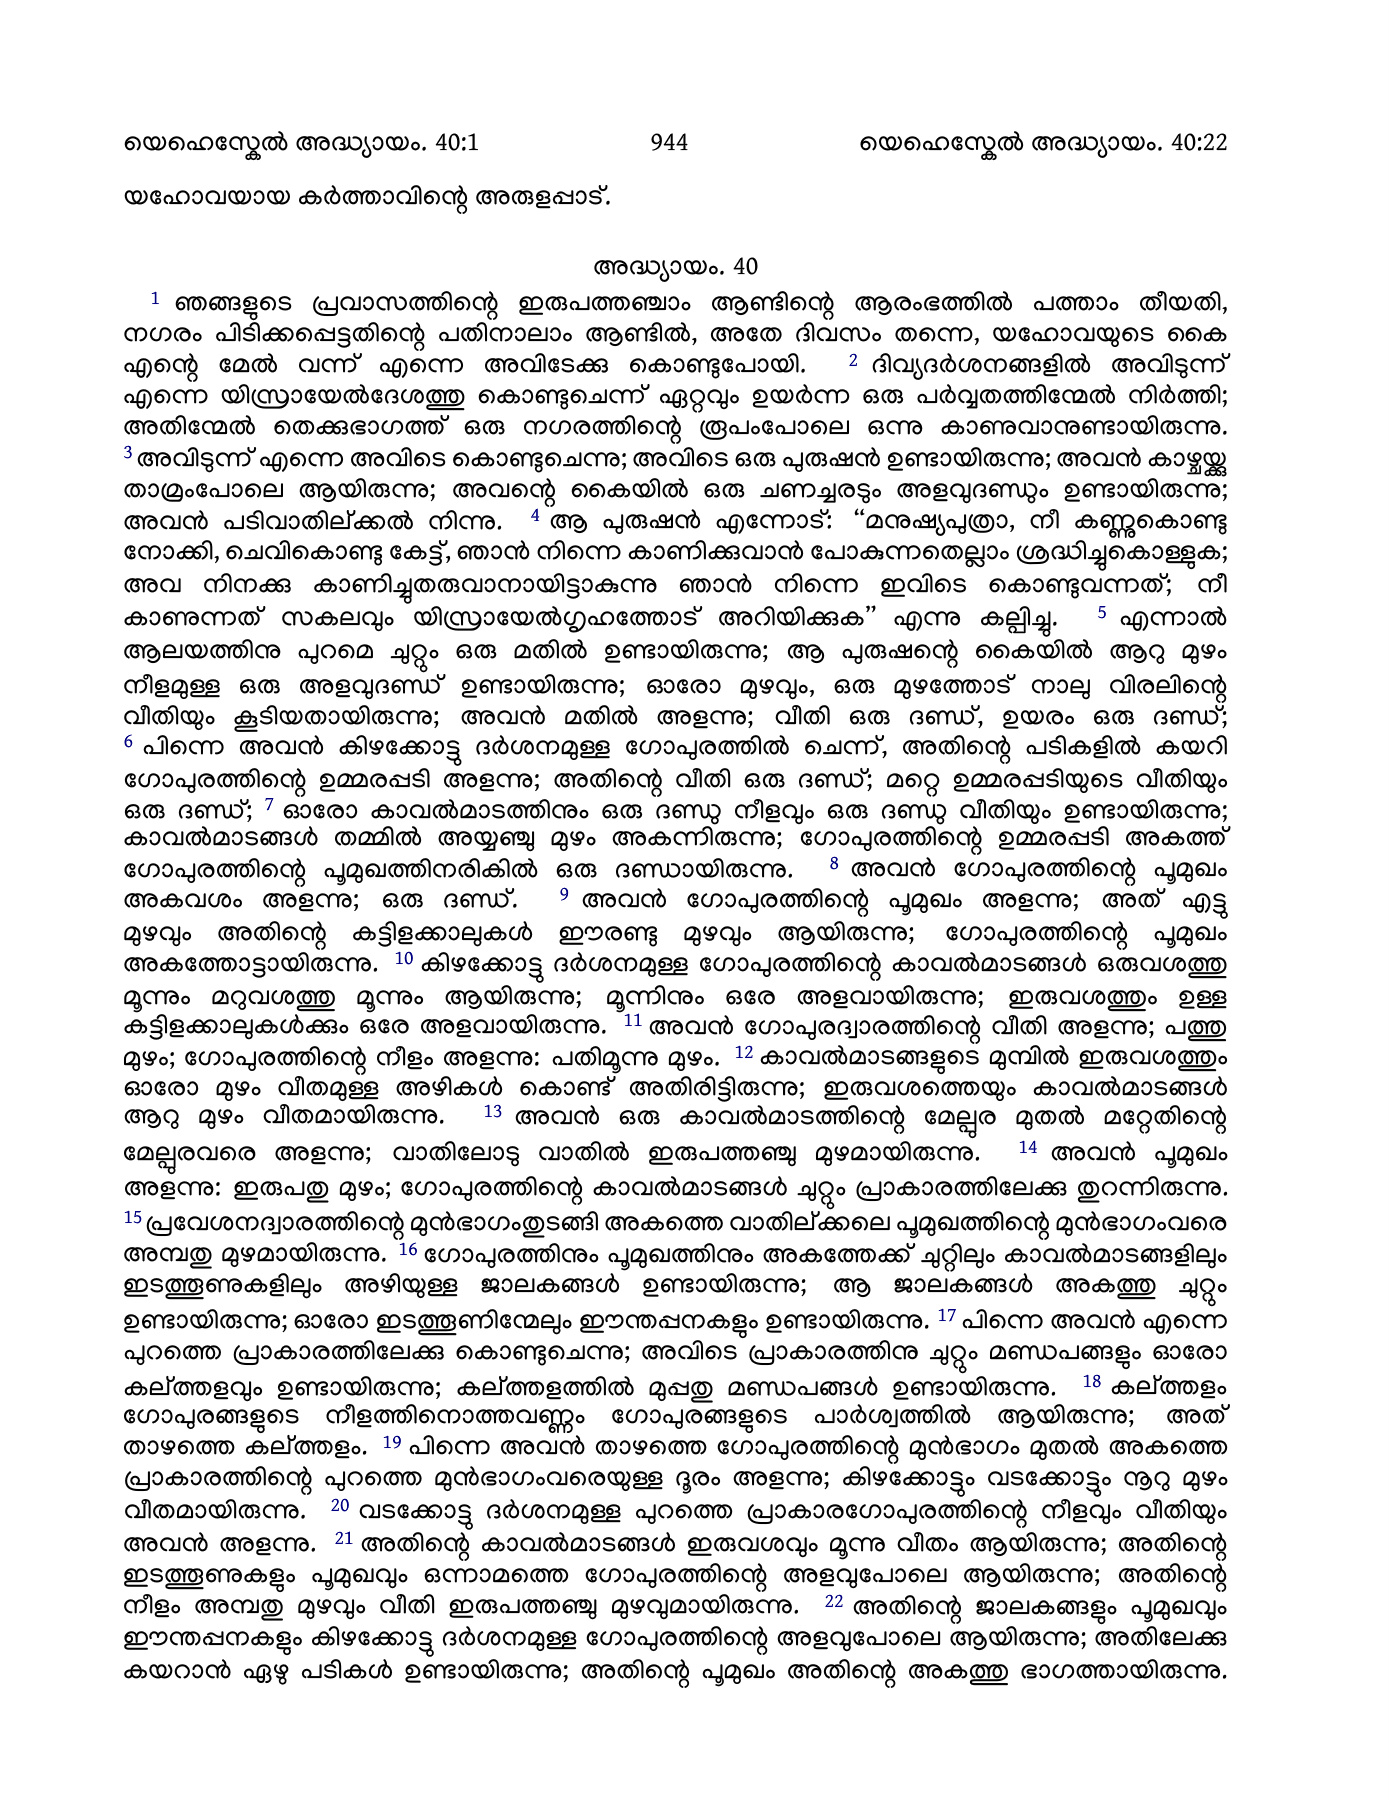 യെഹെസ്കേൽ അദ്ധ്യായം. 40:1 944 യെഹെസ്കേൽ അദ്ധ്യായം. 40:22
യഹോവയായ കർത്താവിന്റെ അരുളപ്പാട്.
അദ്ധ്യായം. 40
1 ഞങ്ങളുടെ പ്രവാസത്തിന്റെ ഇരുപത്തഞ്ചാം ആണ്ടിന്റെ ആരംഭത്തിൽ പത്താം തീയതി,
നഗരം പിടിക്കപ്പെട്ടതിന്റെ പതിനാലാം ആണ്ടിൽ, അതേ ദിവസം തന്നെ, യഹോവയുടെ കൈ
എന്റെ മേൽ വന്ന് എന്നെ അവിടേക്കു കൊണ്ടുപോയി. 2 ദിവ്യദർശനങ്ങളിൽ അവിടുന്ന്
എന്നെ യിസ്രായേൽദേശത്തു കൊണ്ടുചെന്ന് ഏറ്റവും ഉയർന്ന ഒരു പർവ്വതത്തിന്മേൽ നിർത്തി;
അതിന്മേൽ തെക്കുഭാഗത്ത് ഒരു നഗരത്തിന്റെ രൂപംപോലെ ഒന്നു കാണുവാനുണ്ടായിരുന്നു.
3 അവിടുന്ന് എന്നെ അവിടെ കൊണ്ടുചെന്നു; അവിടെ ഒരു പുരുഷൻ ഉണ്ടായിരുന്നു; അവൻ കാഴ്ചയ്ക്കു
താമ്രംപോലെ ആയിരുന്നു; അവന്റെ കൈയിൽ ഒരു ചണച്ചരടും അളവുദണ്ഡും ഉണ്ടായിരുന്നു;
അവൻ പടിവാതില്ക്കൽ നിന്നു. 4 ആ പുരുഷൻ എന്നോട്: “മനുഷ്യപുത്രാ, നീ കണ്ണുകൊണ്ടു
നോക്കി, ചെവികൊണ്ടു കേട്ട്, ഞാൻ നിന്നെ കാണിക്കുവാൻ പോകുന്നതെല്ലാം ശ്രദ്ധിച്ചുകൊള്ളുക;
അവ നിനക്കു കാണിച്ചുതരുവാനായിട്ടാകുന്നു ഞാൻ നിന്നെ ഇവിടെ കൊണ്ടുവന്നത്; നീ
കാണുന്നത് സകലവും യിസ്രായേൽഗൃഹത്തോട് അറിയിക്കുക” എന്നു കല്പിച്ചു. 5 എന്നാൽ
ആലയത്തിനു പുറമെ ചുറ്റും ഒരു മതിൽ ഉണ്ടായിരുന്നു; ആ പുരുഷന്റെ കൈയിൽ ആറു മുഴം
നീളമുള്ള ഒരു അളവുദണ്ഡ് ഉണ്ടായിരുന്നു; ഓരോ മുഴവും, ഒരു മുഴത്തോട് നാലു വിരലിന്റെ
വീതിയും കൂടിയതായിരുന്നു; അവൻ മതിൽ അളന്നു; വീതി ഒരു ദണ്ഡ്, ഉയരം ഒരു ദണ്ഡ്;
6 പിന്നെ അവൻ കിഴക്കോട്ടു ദർശനമുള്ള ഗോപുരത്തിൽ ചെന്ന്, അതിന്റെ പടികളിൽ കയറി
ഗോപുരത്തിന്റെ ഉമ്മരപ്പടി അളന്നു; അതിന്റെ വീതി ഒരു ദണ്ഡ്; മറ്റെ ഉമ്മരപ്പടിയുടെ വീതിയും
ഒരു ദണ്ഡ്; 7 ഓരോ കാവൽമാടത്തിനും ഒരു ദണ്ഡു നീളവും ഒരു ദണ്ഡു വീതിയും ഉണ്ടായിരുന്നു;
കാവൽമാടങ്ങൾ തമ്മിൽ അയ്യഞ്ചു മുഴം അകന്നിരുന്നു; ഗോപുരത്തിന്റെ ഉമ്മരപ്പടി അകത്ത്
ഗോപുരത്തിന്റെ പൂമുഖത്തിനരികിൽ ഒരു ദണ്ഡായിരുന്നു. 8 അവൻ ഗോപുരത്തിന്റെ പൂമുഖം
അകവശം അളന്നു; ഒരു ദണ്ഡ്. 9 അവൻ ഗോപുരത്തിന്റെ പൂമുഖം അളന്നു; അത് എട്ടു
മുഴവും അതിന്റെ കട്ടിളക്കാലുകൾ ഈരണ്ടു മുഴവും ആയിരുന്നു; ഗോപുരത്തിന്റെ പൂമുഖം
അകത്തോട്ടായിരുന്നു. 10 കിഴക്കോട്ടു ദർശനമുള്ള ഗോപുരത്തിന്റെ കാവൽമാടങ്ങൾ ഒരുവശത്തു
മൂന്നും മറുവശത്തു മൂന്നും ആയിരുന്നു; മൂന്നിനും ഒരേ അളവായിരുന്നു; ഇരുവശത്തും ഉള്ള
കട്ടിളക്കാലുകൾക്കും ഒരേ അളവായിരുന്നു. 11 അവൻ ഗോപുരദ്വാരത്തിന്റെ വീതി അളന്നു; പത്തു
മുഴം; ഗോപുരത്തിന്റെ നീളം അളന്നു: പതിമൂന്നു മുഴം. 12 കാവൽമാടങ്ങളുടെ മുമ്പിൽ ഇരുവശത്തും
ഓരോ മുഴം വീതമുള്ള അഴികൾ കൊണ്ട് അതിരിട്ടിരുന്നു; ഇരുവശത്തെയും കാവൽമാടങ്ങൾ
ആറു മുഴം വീതമായിരുന്നു. 13 അവൻ ഒരു കാവൽമാടത്തിന്റെ മേല്പുര മുതൽ മറ്റേതിന്റെ
മേല്പുരവരെ അളന്നു; വാതിലോടു വാതിൽ ഇരുപത്തഞ്ചു മുഴമായിരുന്നു. 14 അവൻ പൂമുഖം
അളന്നു: ഇരുപതു മുഴം; ഗോപുരത്തിന്റെ കാവൽമാടങ്ങൾ ചുറ്റും പ്രാകാരത്തിലേക്കു തുറന്നിരുന്നു.
15 പ്രവേശനദ്വാരത്തിന്റെ മുൻഭാഗംതുടങ്ങി അകത്തെ വാതില്ക്കലെ പൂമുഖത്തിന്റെ മുൻഭാഗംവരെ
അമ്പതു മുഴമായിരുന്നു. 16 ഗോപുരത്തിനും പൂമുഖത്തിനും അകത്തേക്ക് ചുറ്റിലും കാവൽമാടങ്ങളിലും
ഇടത്തൂണുകളിലും അഴിയുള്ള ജാലകങ്ങൾ ഉണ്ടായിരുന്നു; ആ ജാലകങ്ങൾ അകത്തു ചുറ്റും
ഉണ്ടായിരുന്നു; ഓരോ ഇടത്തൂണിന്മേലും ഈന്തപ്പനകളും ഉണ്ടായിരുന്നു. 17 പിന്നെ അവൻ എന്നെ
പുറത്തെ പ്രാകാരത്തിലേക്കു കൊണ്ടുചെന്നു; അവിടെ പ്രാകാരത്തിനു ചുറ്റും മണ്ഡപങ്ങളും ഓരോ
കല്ത്തളവും ഉണ്ടായിരുന്നു; കല്ത്തളത്തിൽ മുപ്പതു മണ്ഡപങ്ങൾ ഉണ്ടായിരുന്നു. 18 കല്ത്തളം
ഗോപുരങ്ങളുടെ നീളത്തിനൊത്തവണ്ണം ഗോപുരങ്ങളുടെ പാർശ്വത്തിൽ ആയിരുന്നു; അത്
താഴത്തെ കല്ത്തളം. 19 പിന്നെ അവൻ താഴത്തെ ഗോപുരത്തിന്റെ മുൻഭാഗം മുതൽ അകത്തെ
പ്രാകാരത്തിന്റെ പുറത്തെ മുൻഭാഗംവരെയുള്ള ദൂരം അളന്നു; കിഴക്കോട്ടും വടക്കോട്ടും നൂറു മുഴം
വീതമായിരുന്നു. 20 വടക്കോട്ടു ദർശനമുള്ള പുറത്തെ പ്രാകാരഗോപുരത്തിന്റെ നീളവും വീതിയും
അവൻ അളന്നു. 21 അതിന്റെ കാവൽമാടങ്ങൾ ഇരുവശവും മൂന്നു വീതം ആയിരുന്നു; അതിന്റെ
ഇടത്തൂണുകളും പൂമുഖവും ഒന്നാമത്തെ ഗോപുരത്തിന്റെ അളവുപോലെ ആയിരുന്നു; അതിന്റെ
നീളം അമ്പതു മുഴവും വീതി ഇരുപത്തഞ്ചു മുഴവുമായിരുന്നു. 22 അതിന്റെ ജാലകങ്ങളും പൂമുഖവും
ഈന്തപ്പനകളും കിഴക്കോട്ടു ദർശനമുള്ള ഗോപുരത്തിന്റെ അളവുപോലെ ആയിരുന്നു; അതിലേക്കു
കയറാൻ ഏഴു പടികൾ ഉണ്ടായിരുന്നു; അതിന്റെ പൂമുഖം അതിന്റെ അകത്തു ഭാഗത്തായിരുന്നു.